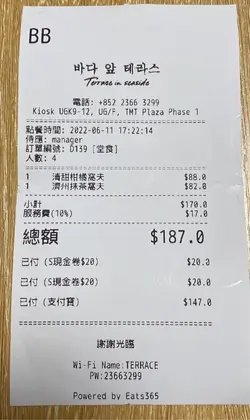 BB
바다 앞 테라스
Terrace in seaside
電話: +852 2366 3299
Kiosk UGK9-12, UG/F, TMT Plaza Phase 1
點餐時間: 2022-06-11 17:22:14
侍應: manager
訂單編號: D139 [堂食]
人數: 4
1 清甜柑橘窩夫 $88.0
1 濟州抹茶窩夫 $82.0
小計 $170.0
服務費(10%) $17.0
總額 $187.0
已付 (S現金卷$20) $20.0
已付 (S現金卷$20) $20.0
已付 (支付寶) $147.0
謝謝光臨
Wi-Fi Name:TERRACE
PW:23663299
Powered by Eats365